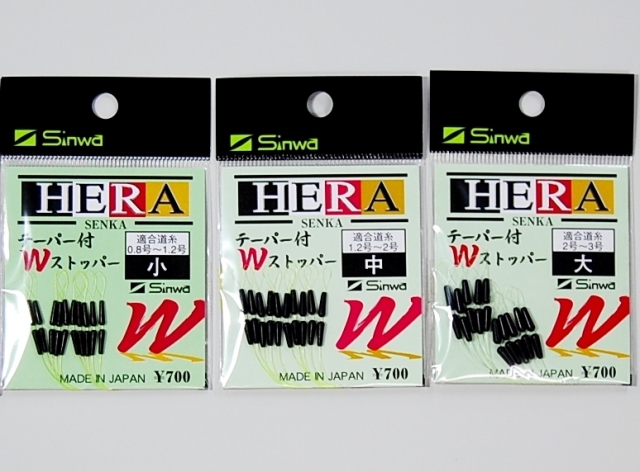 Sinwa
HERA
SENKA
テーパー付
Wストッパー
適合道糸
0.8号～1.2号
小
Sinwa
W
MADE IN JAPAN ¥700
Sinwa
HERA
SENKA
テーパー付
Wストッパー
適合道糸
1.2号～2号
中
Sinwa
W
MADE IN JAPAN ¥700
Sinwa
HERA
SENKA
テーパー付
Wストッパー
適合道糸
2号～3号
大
Sinwa
W
MADE IN JAPAN ¥700